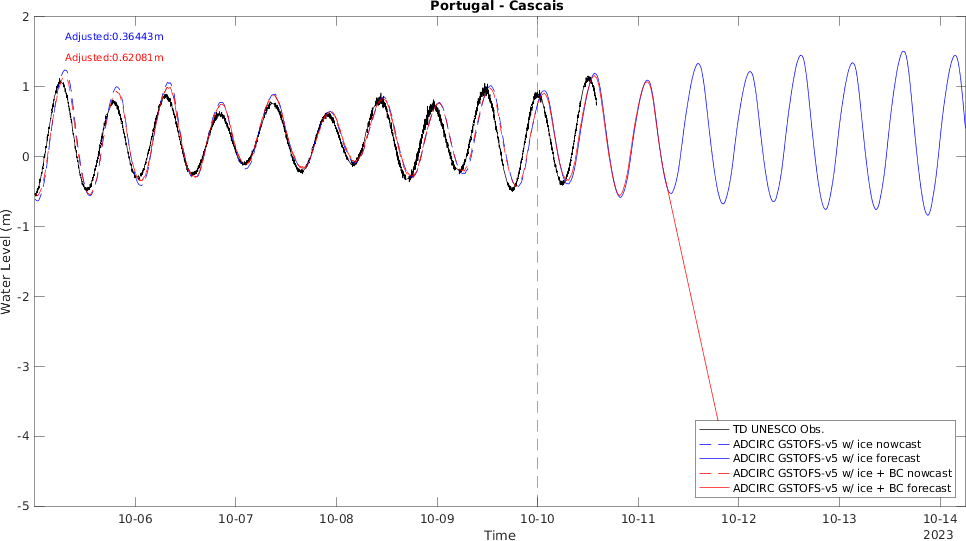 Portugal - Cascais
Adjusted:0.36443m
Adjusted:0.62081m
2
1
0
-1
-2
-3
-4
-5
Water Level (m)
TD UNESCO Obs.
ADCIRC GSTOFS-v5 w/ ice nowcast
ADCIRC GSTOFS-v5 w/ ice forecast
ADCIRC GSTOFS-v5 w/ ice + BC nowcast
ADCIRC GSTOFS-v5 w/ ice + BC forecast
10-06 10-07 10-08 10-09 10-10 10-11 10-12 10-13 10-14
2023
Time